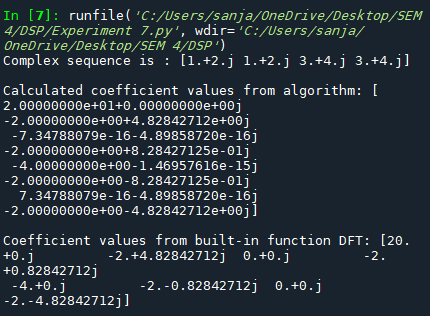 In [7]: runfile('C:/Users/sanja/OneDrive/Desktop/SEM
4/DSP/Experiment 7.py', wdir='C:/Users/sanja/
OneDrive/Desktop/SEM 4/DSP')
Complex sequence is : [1.+2.j 1.+2.j 3.+4.j 3.+4.j]

Calculated coefficient values from algorithm: [
2.00000000e+01+0.00000000e+00j
-2.00000000e+00+4.82842712e+00j
 -7.34788079e-16-4.89858720e-16j
-2.00000000e+00+8.28427125e-01j
 -4.00000000e+00-1.46957616e-15j
-2.00000000e+00-8.28427125e-01j
  7.34788079e-16-4.89858720e-16j
-2.00000000e+00-4.82842712e+00j]

Coefficient values from built-in function DFT: [20.
+0.j         -2.+4.82842712j  0.+0.j         -2.
+0.82842712j
 -4.+0.j         -2.-0.82842712j  0.+0.j
-2.-4.82842712j]